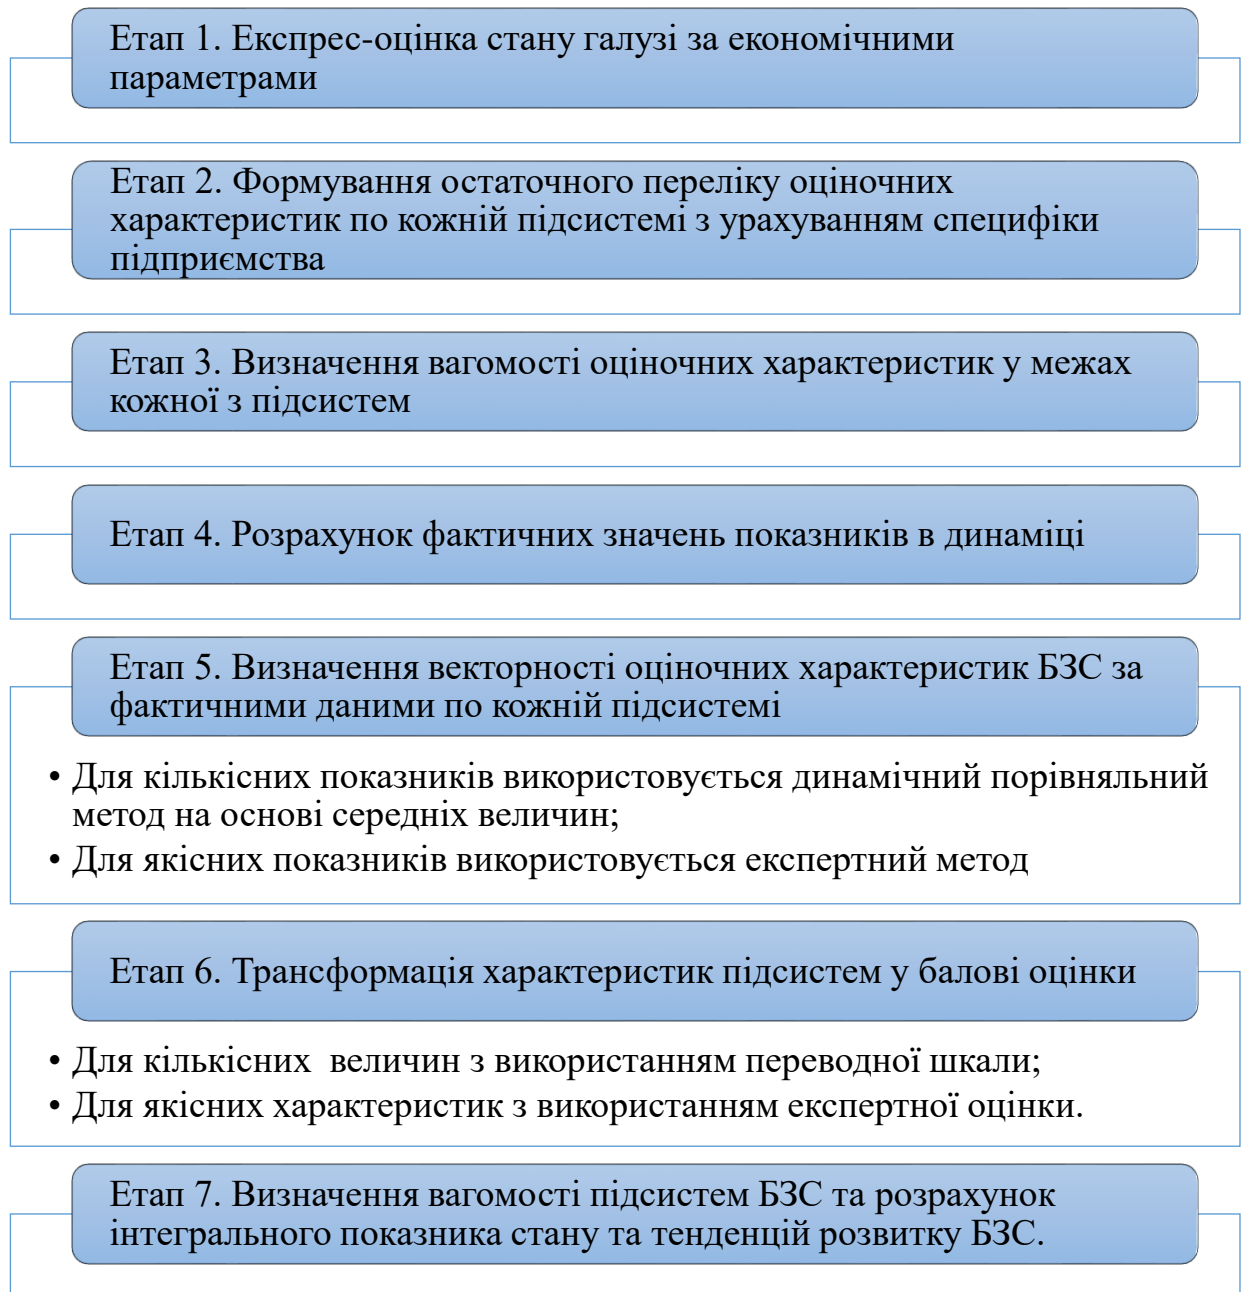 Етап 1. Експрес-оцінка стану галузі за економічними
параметрами
Етап 2. Формування остаточного переліку оціночних
характеристик по кожній підсистемі з урахуванням специфіки
підприємства
Етап 3. Визначення вагомості оціночних характеристик у межах
кожної з підсистем
Етап 4. Розрахунок фактичних значень показників в динаміці
Етап 5. Визначення векторності оціночних характеристик БЗС за
фактичними даними по кожній підсистемі
• Для кількісних показників використовується динамічний порівняльний
метод на основі середніх величин;
• Для якісних показників використовується експертний метод
Етап 6. Трансформація характеристик підсистем у балові оцінки
• Для кількісних  величин з використанням переводної шкали;
• Для якісних характеристик з використанням експертної оцінки.
Етап 7. Визначення вагомості підсистем БЗС та розрахунок
інтегрального показника стану та тенденцій розвитку БЗС.